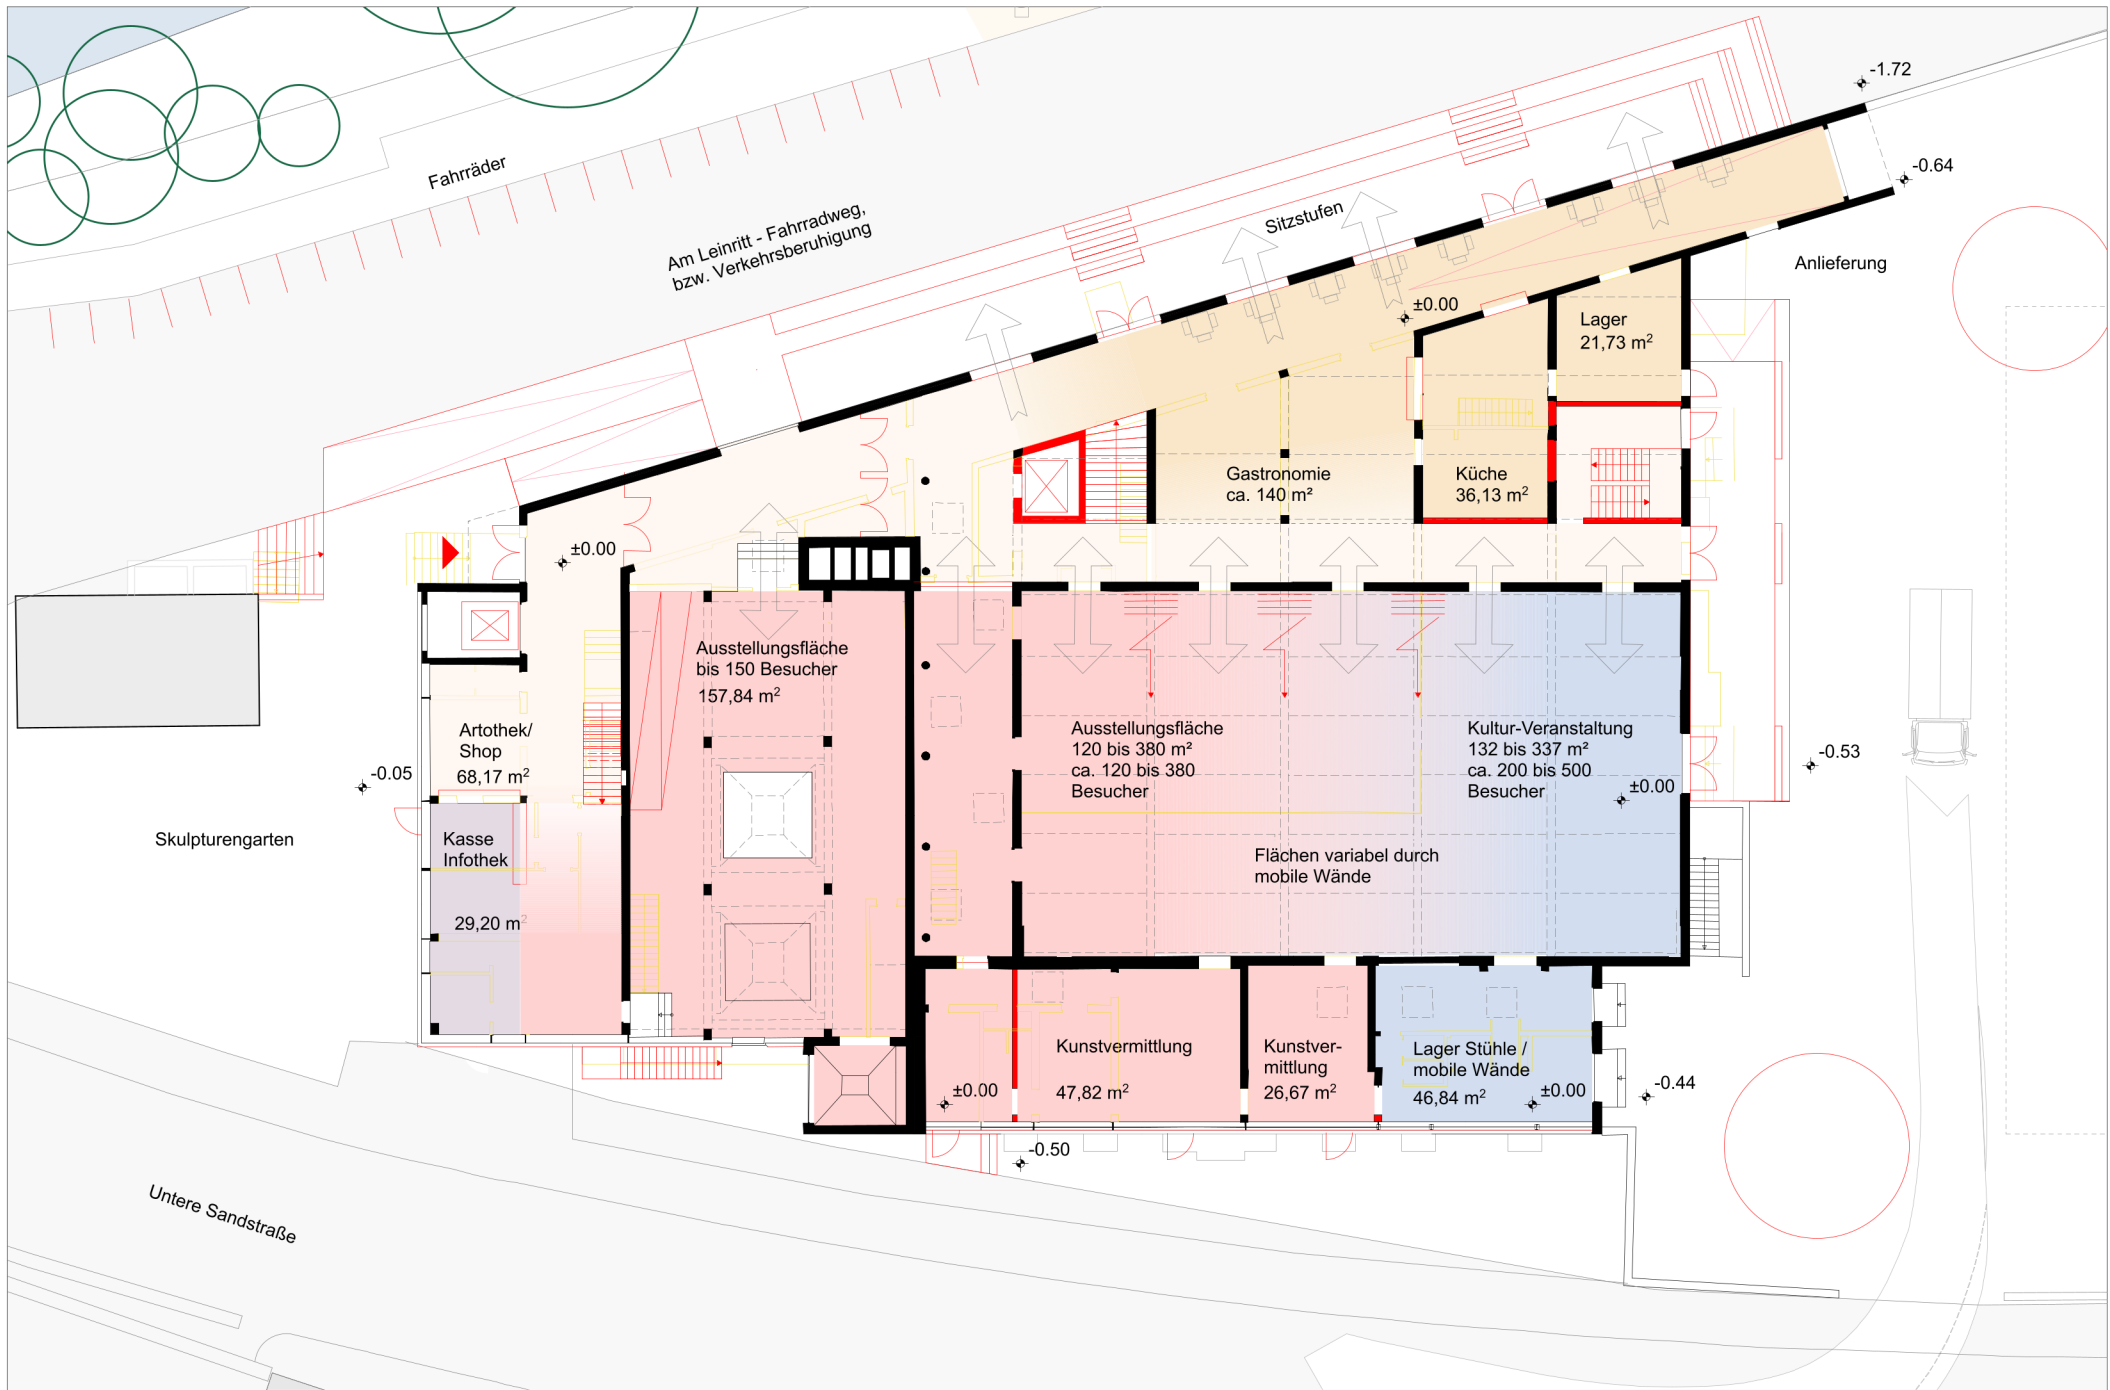 -1.72
-0.64
Fahrräder
Am Leinritt - Fahrradweg,
bzw. Verkehrsberuhigung
Sitzstufen
Anlieferung
±0.00
Lager
21,73 m²
Gastronomie
ca. 140 m²
Küche
36,13 m²
±0.00
Ausstellungsfläche
bis 150 Besucher
157,84 m²
Artothek/
Shop
68,17 m²
-0.05
Ausstellungsfläche
120 bis 380 m²
ca. 120 bis 380
Besucher
Kultur-Veranstaltung
132 bis 337 m²
ca. 200 bis 500
Besucher
±0.00
-0.53
Skulpturengarten
Kasse
Infothek
29,20 m²
Flächen variabel durch
mobile Wände
Kunstvermittlung
47,82 m²
Kunstver-
mittlung
26,67 m²
Lager Stühle /
mobile Wände
46,84 m²
±0.00
±0.00
-0.44
-0.50
Untere Sandstraße